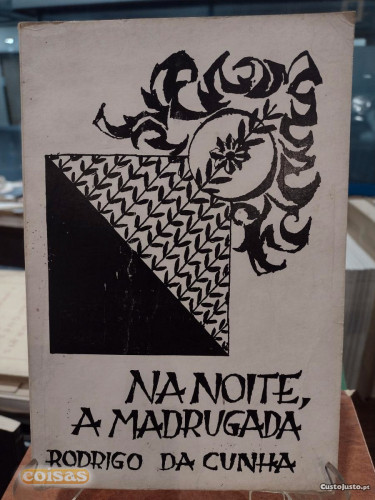 NA NOITE,
A MADRUGADA
RODRIGO DA CUNHA
coisas
CustoJusto.pt